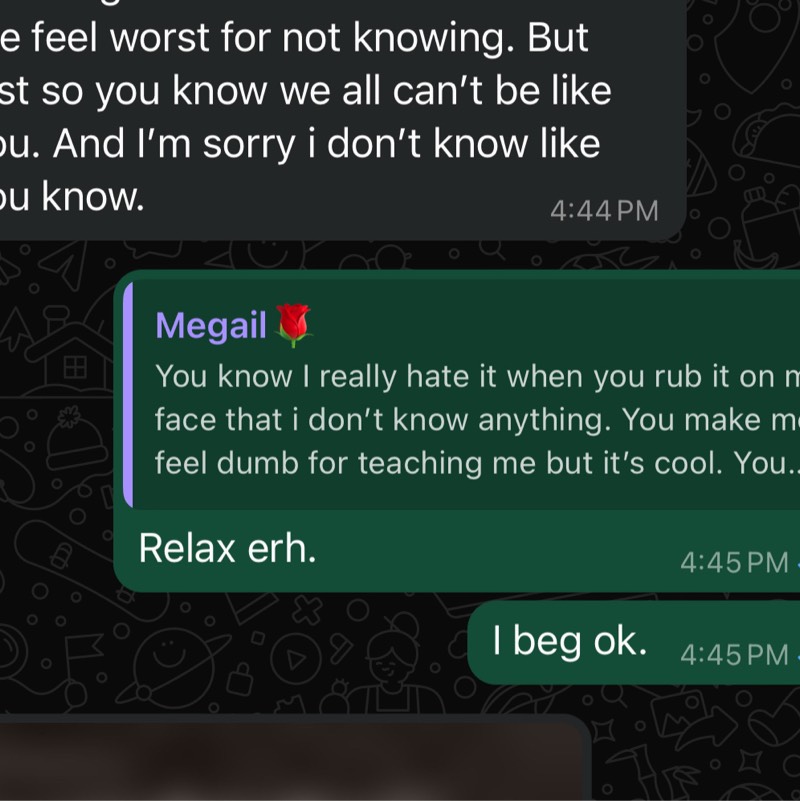 e feel worst for not knowing. But
st so you know we all can’t be like
ou. And I’m sorry i don’t know like
ou know.
4:44 PM
Megail🌹
You know I really hate it when you rub it on m
face that i don’t know anything. You make me
feel dumb for teaching me but it’s cool. You...
Relax erh.
4:45 PM
I beg ok.
4:45 PM